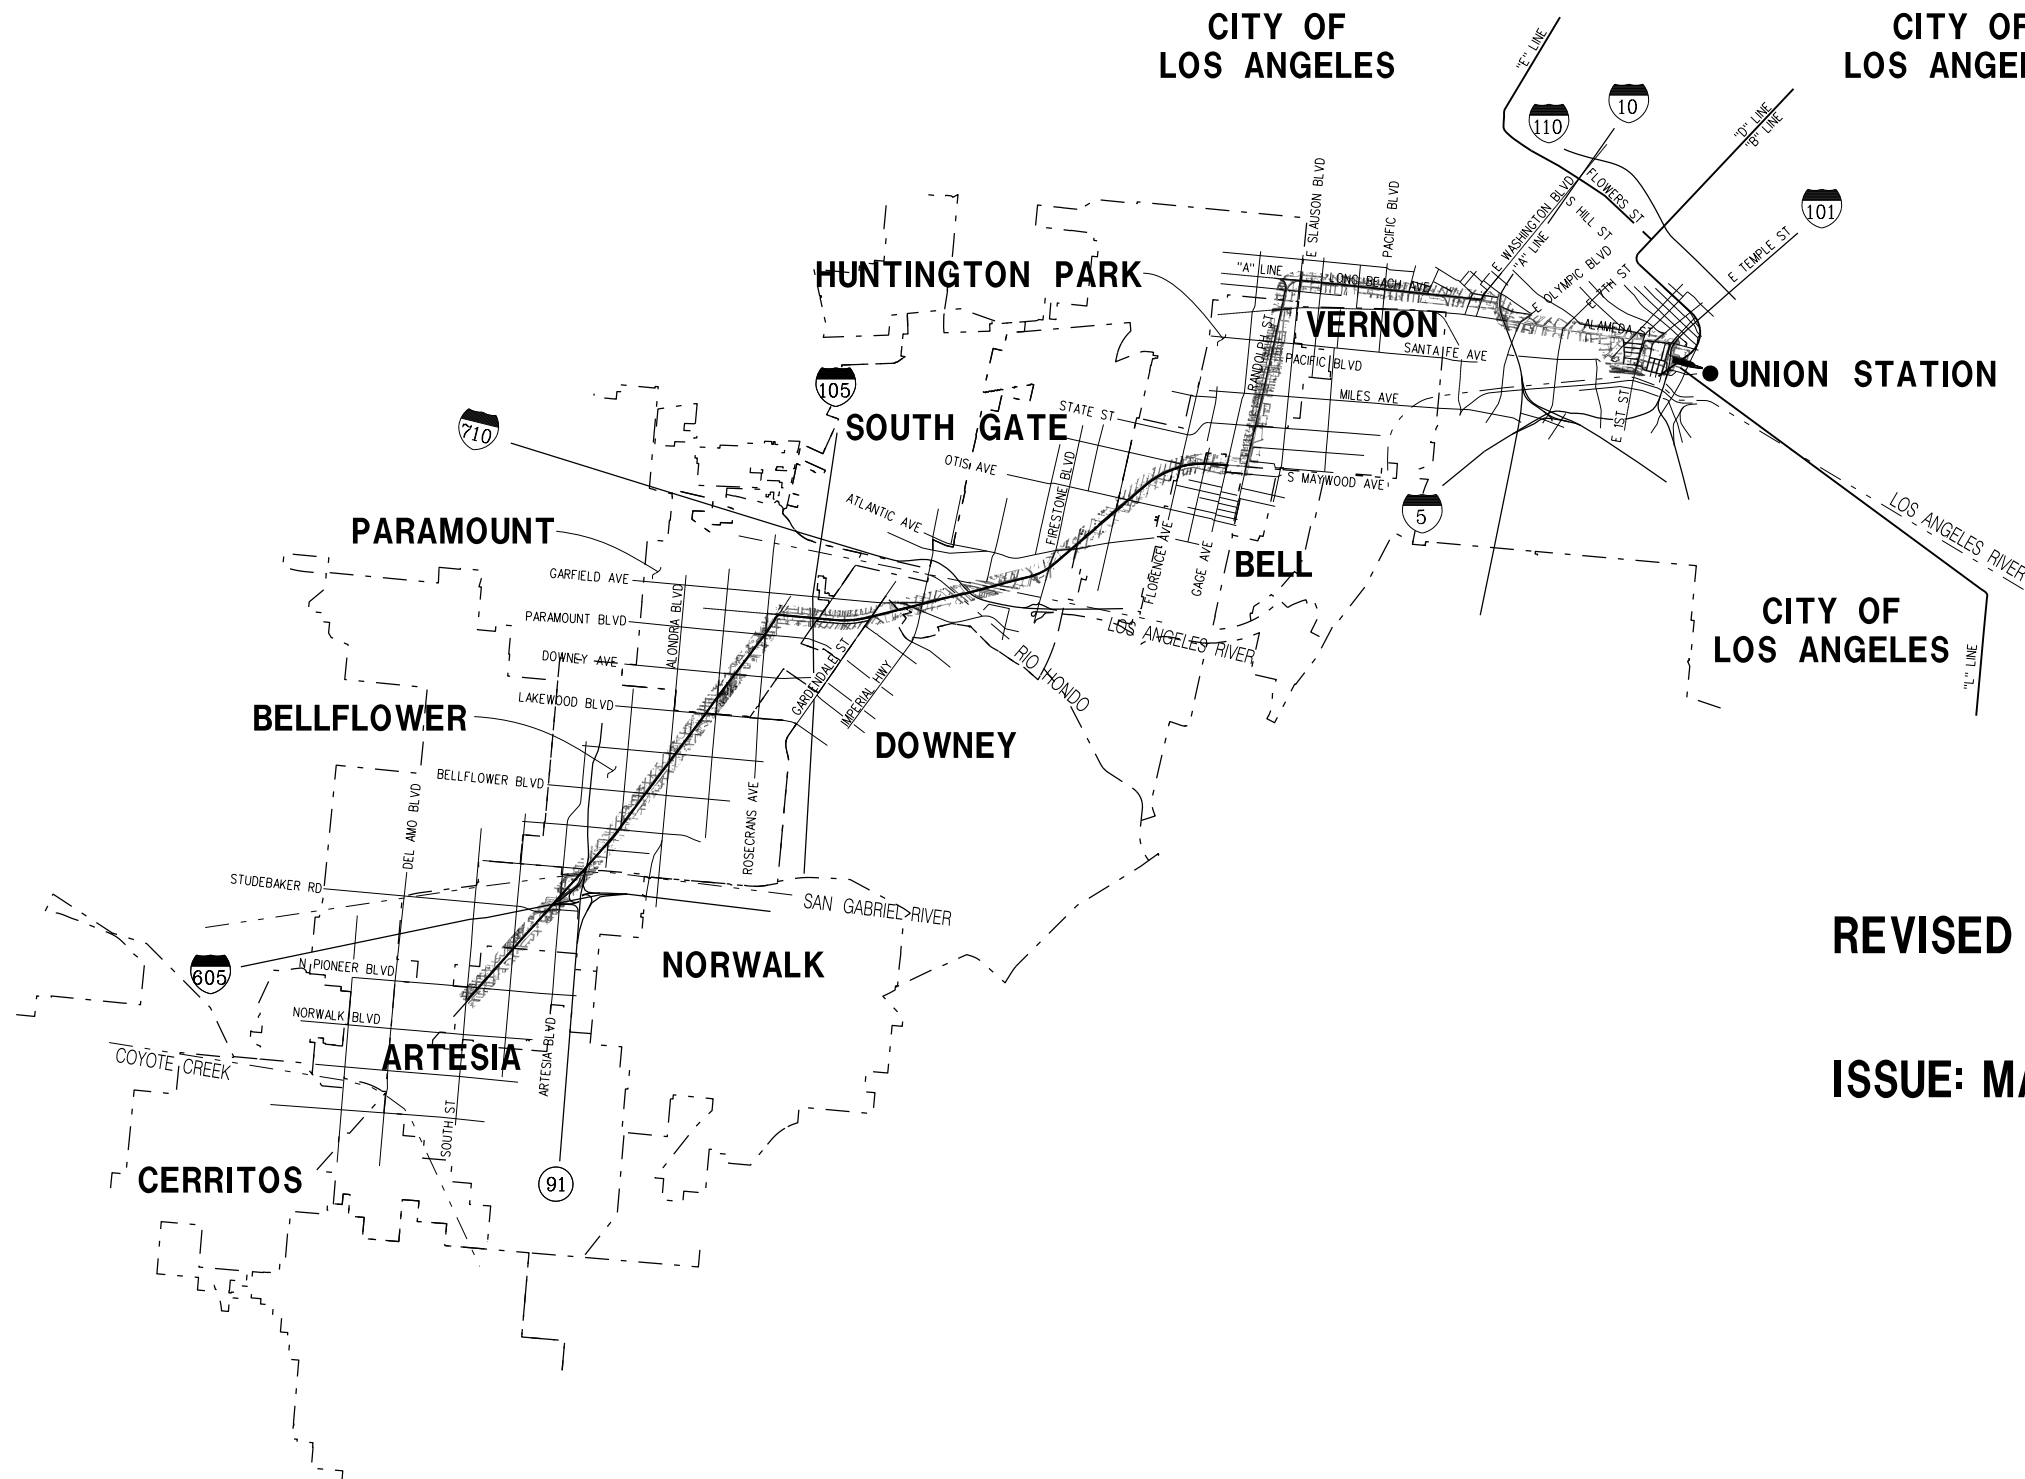 CITY OF
LOS ANGELES
CITY OF
LOS
"E" LINE
10
110
"D" LINE
"B" LINE
101
FLOWERS ST
S HILL ST
E WASHINGTON BLVD
"A" LINE
E OLYMPIC BLVD
E 7TH ST
E TEMPLE ST
E SLAUSON BLVD
PACIFIC BLVD
HUNTINGTON PARK
"A" LINE
LONG BEACH AVE
VERNON
ALAMEDA ST
RANDOLPH ST
SANTA FE AVE
PACIFIC BLVD
UNION STATION
105
MILES AVE
STATE ST
710
SOUTH GATE
E 1ST ST
OTIS AVE
FIRESTONE BLVD
S MAYWOOD AVE
ATLANTIC AVE
5
LOS ANGELES RIVER
PARAMOUNT
FLORENCE AVE
GAGE AVE
BELL
GARFIELD AVE
ALONDRA BLVD
PARAMOUNT BLVD
LOS ANGELES RIVER
CITY OF
LOS ANGELES
"L" LINE
DOWNEY AVE
GARDENDALE ST
IMPERIAL HWY
RIO HONDO
LAKEWOOD BLVD
BELLFLOWER
DOWNEY
BELLFLOWER BLVD
DEL AMO BLVD
ROSECRANS AVE
STUDEBAKER RD
SAN GABRIEL RIVER
REVISED
NORWALK
605
N PIONEER BLVD
NORWALK BLVD
ARTESIA
ARTESIA BLVD
COYOTE CREEK
ISSUE:
SOUTH ST
CERRITOS
91